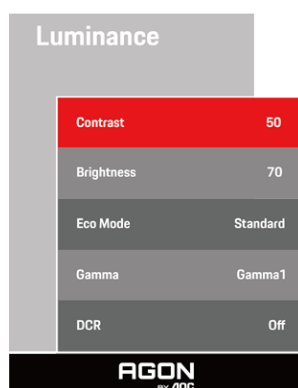 Luminance
Contrast 50
Brightness 70
Eco Mode Standard
Gamma Gamma1
DCR Off
AGON
BY AOC